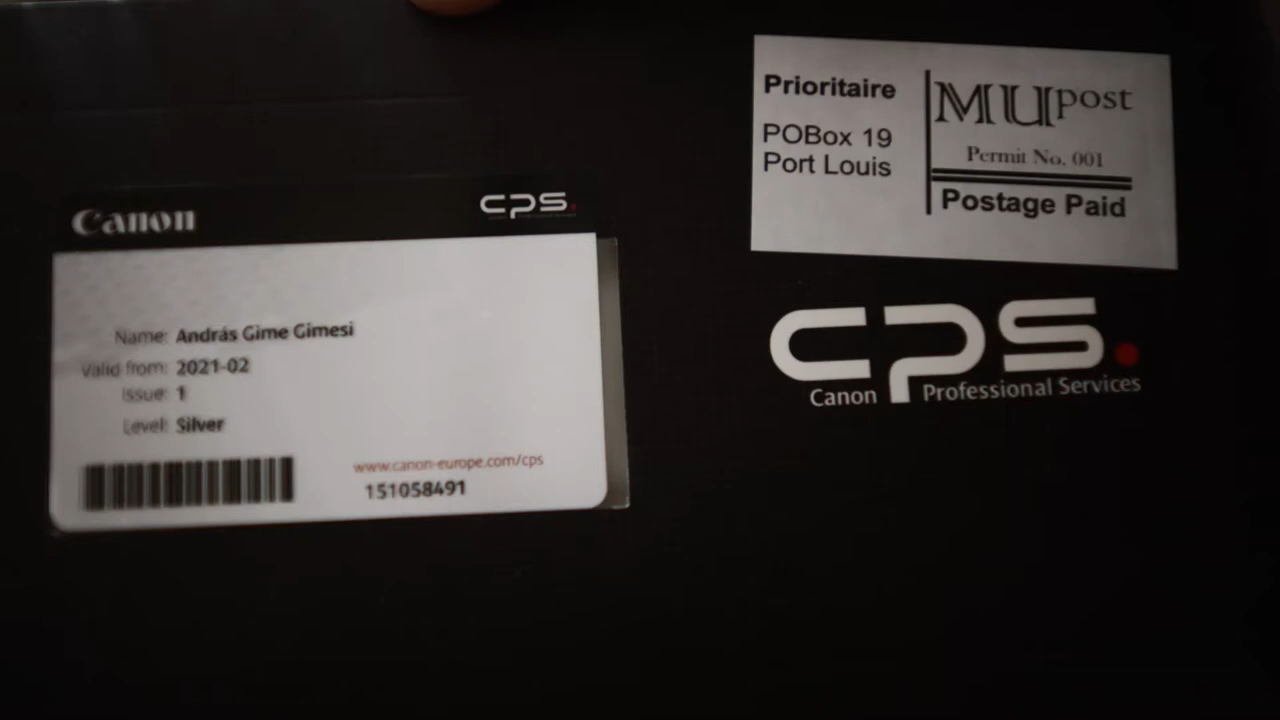 Canon
CPS.
Name: András Gime Gimesi
Valid from: 2021-02
Issue: 1
Level: Silver
www.canon-europe.com/cps
151058491
Prioritaire
POBox 19
Port Louis
MUpost
Permit No. 001
Postage Paid
CPS.
Canon Professional Services